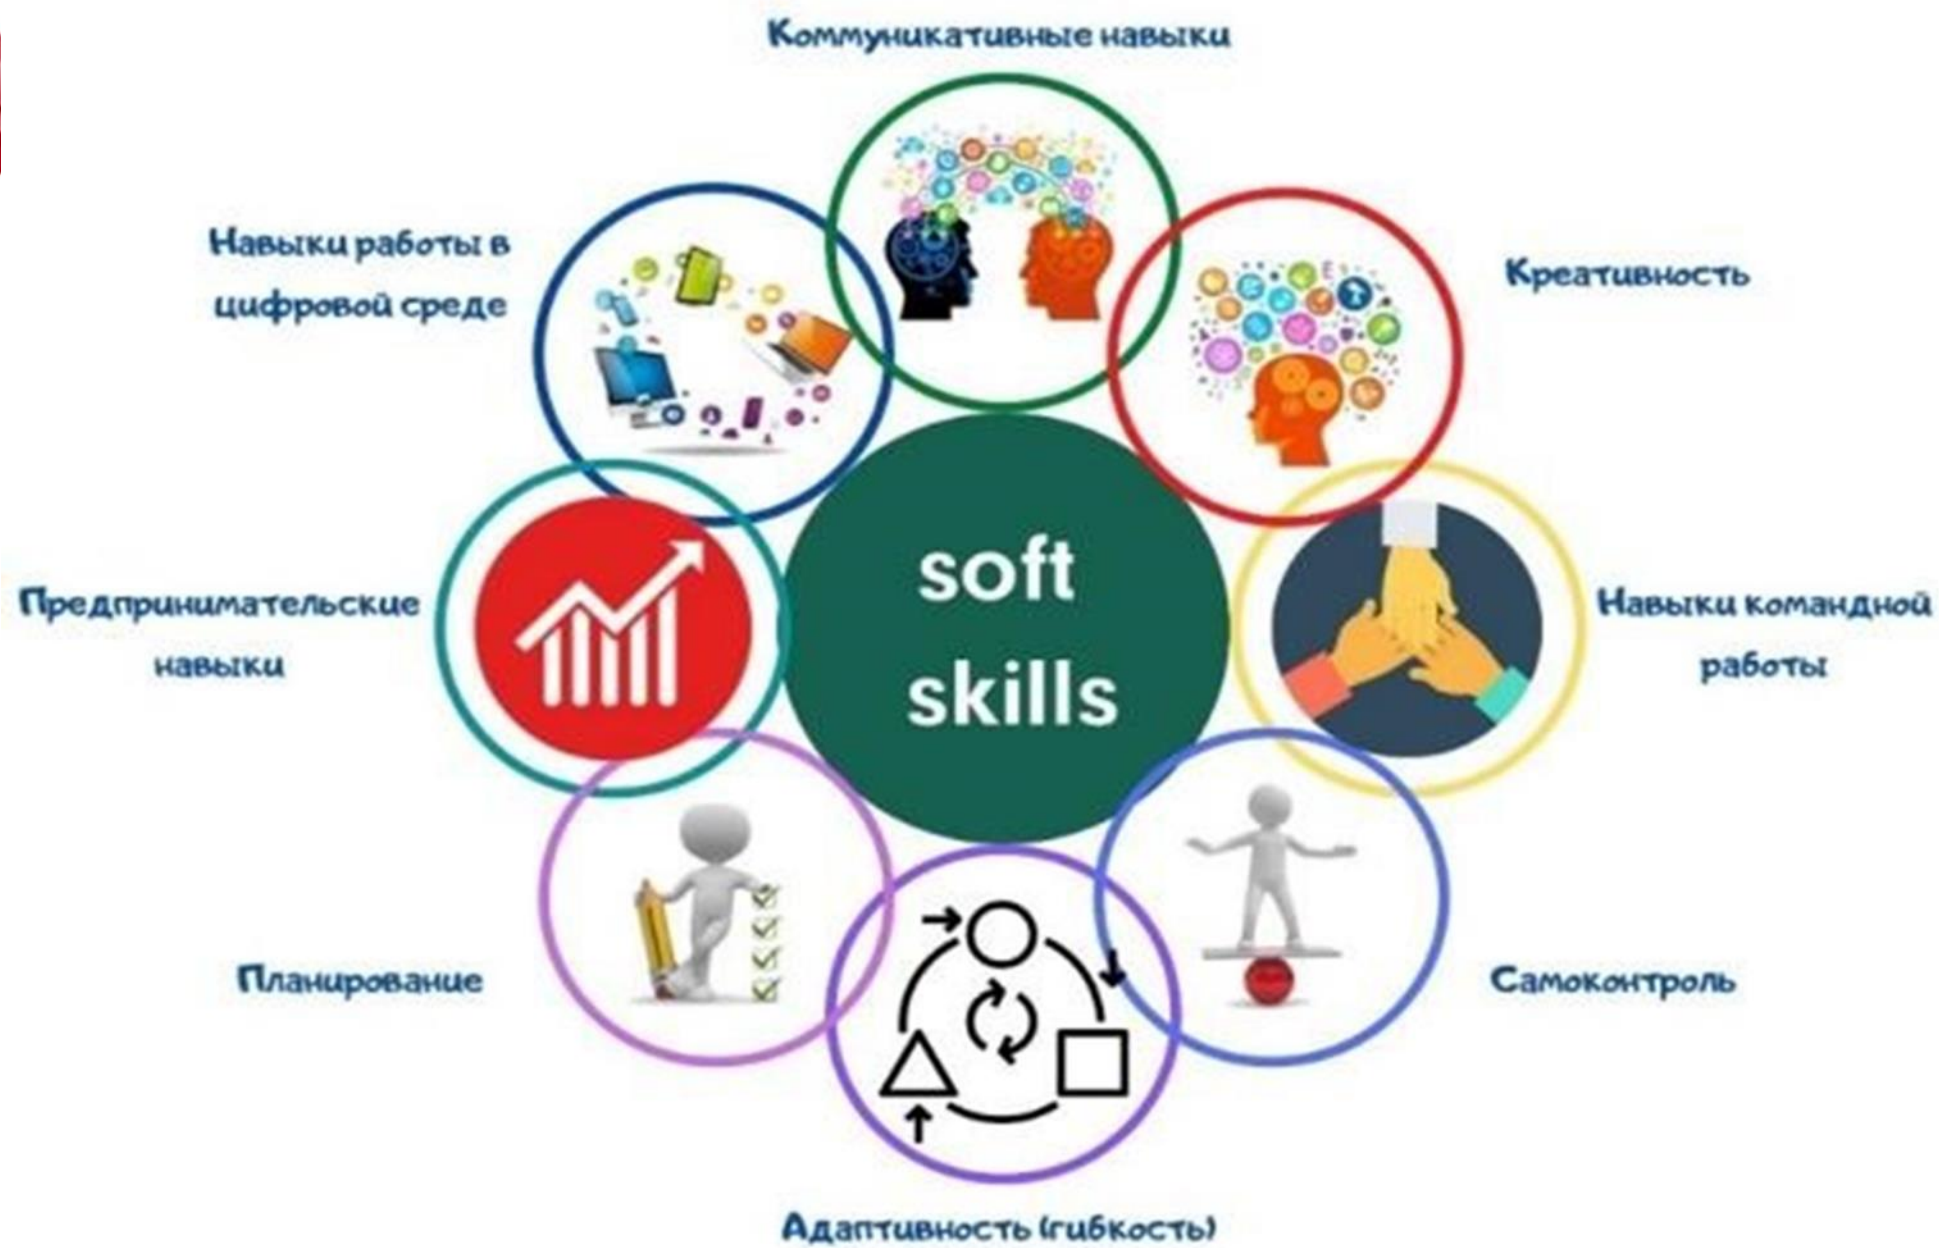 Коммуникативные навыки
Навыки работы в
цифровой среде
Креативность
soft
skills
Предпринимательские
навыки
Навыки командной
работы
Планирование
Самоконтроль
Адаптивность (гибкость)